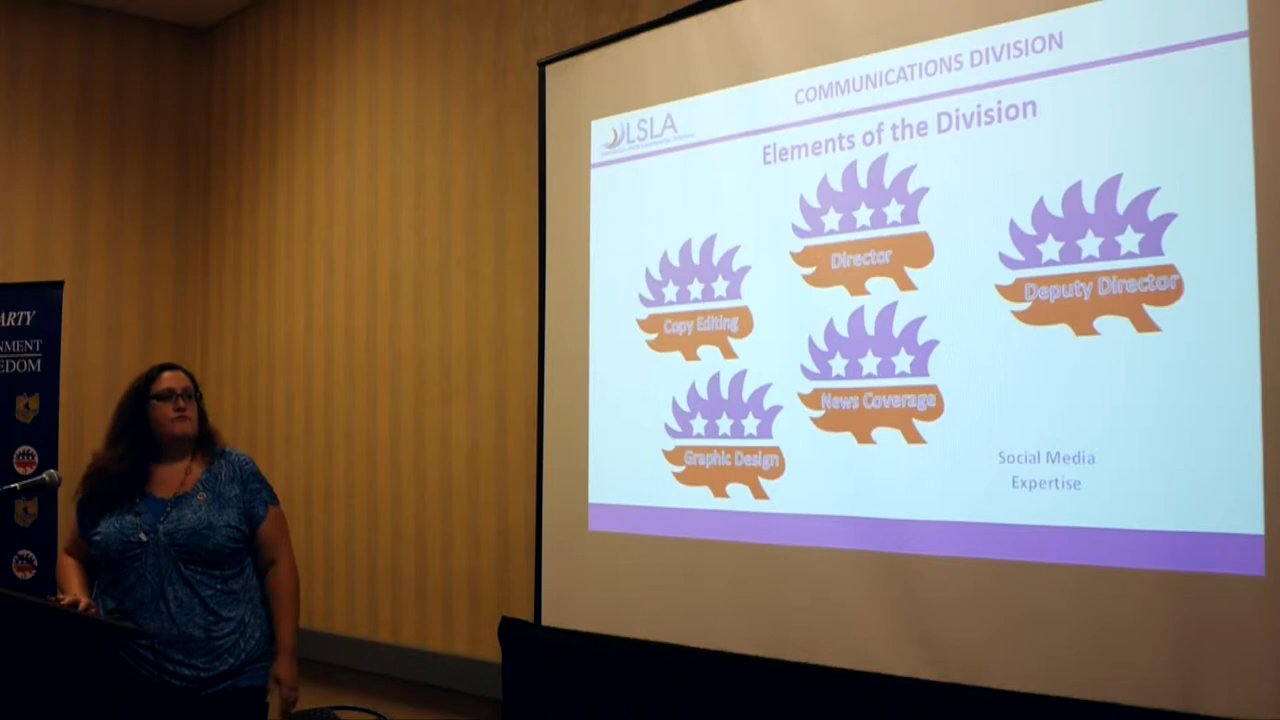 COMMUNICATIONS DIVISION
LSLA
Elements of the Division
Director
Deputy Director
Copy Editing
News Coverage
Graphic Design
Social Media
Expertise
ARTY
NMENT
EDOM